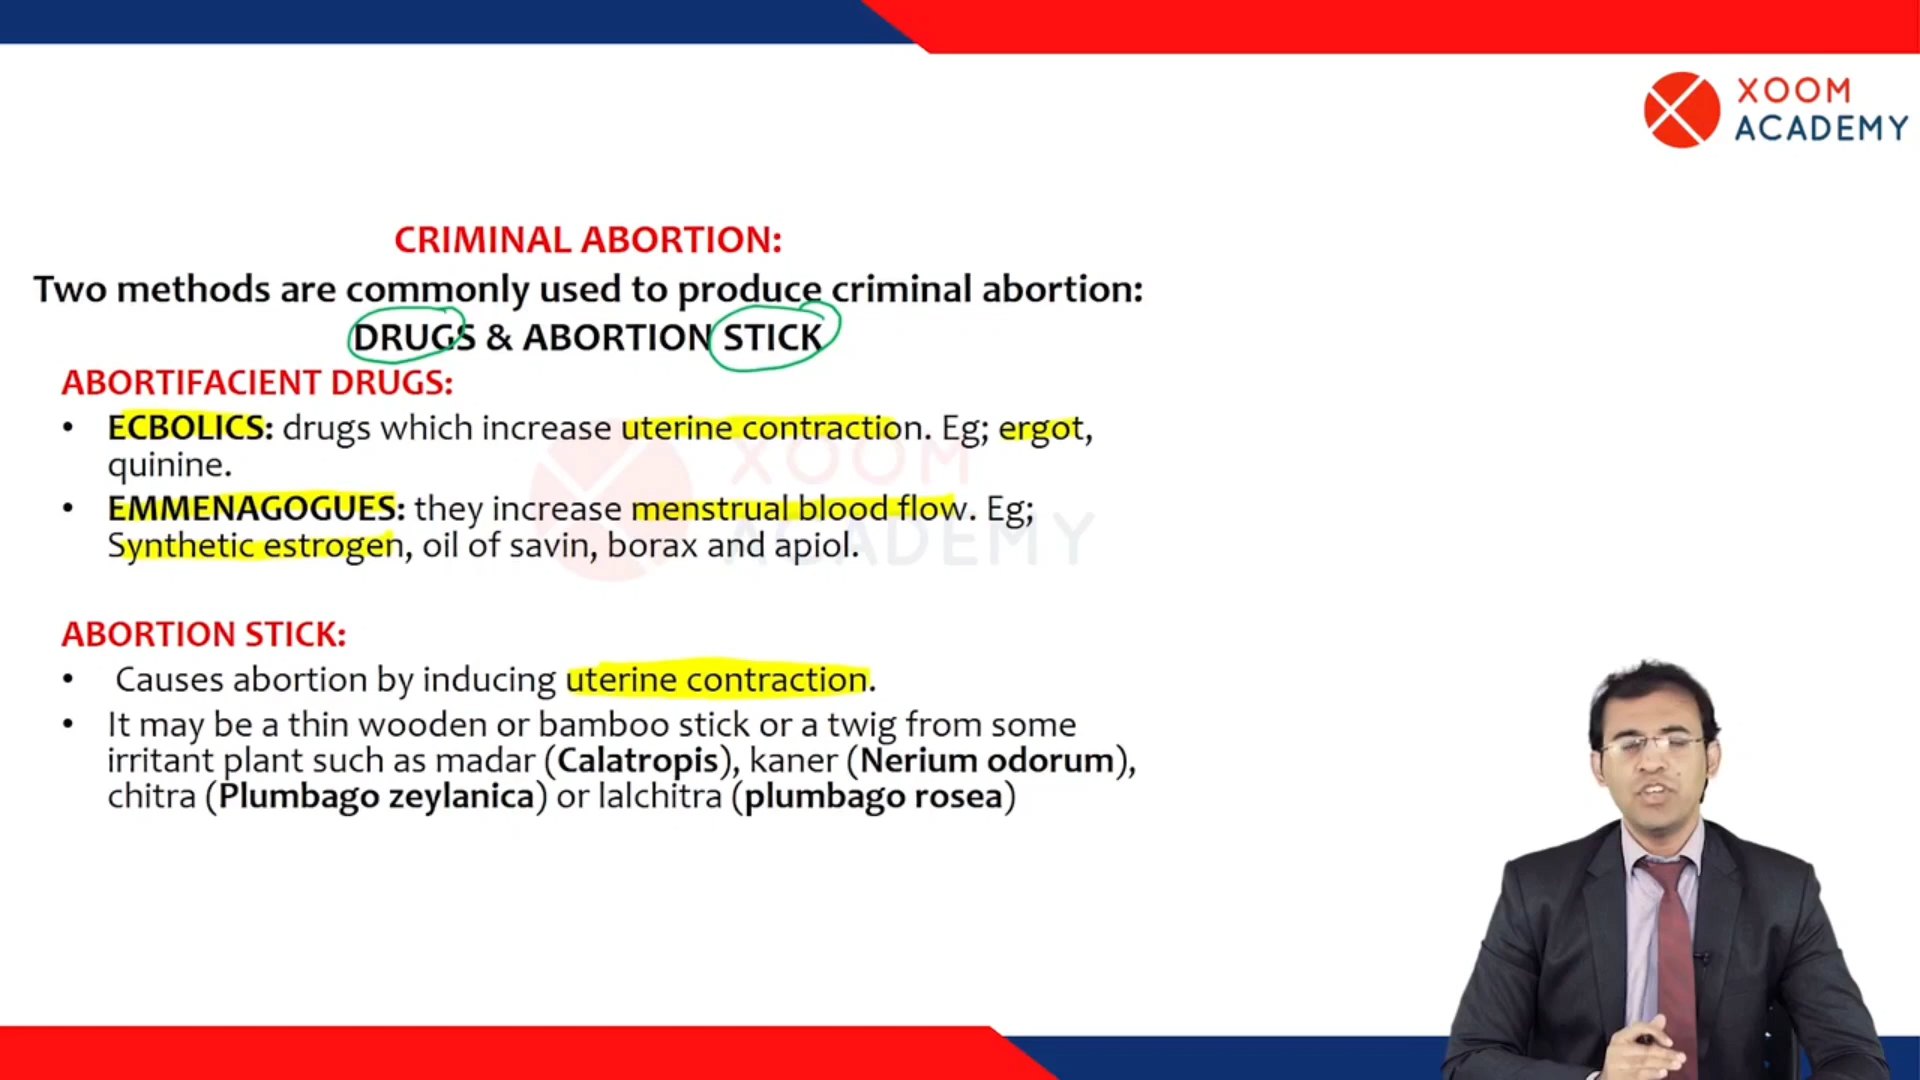 XOOM
ACADEMY
CRIMINAL ABORTION:
Two methods are commonly used to produce criminal abortion:
DRUGS & ABORTION STICK
ABORTIFACIENT DRUGS:
• ECBOLICS: drugs which increase uterine contraction. Eg; ergot,
quinine.
• EMMENAGOGUES: they increase menstrual blood flow. Eg;
Synthetic estrogen, oil of savin, borax and apiol.
XOOM
ACADEMY
ABORTION STICK:
• Causes abortion by inducing uterine contraction.
• It may be a thin wooden or bamboo stick or a twig from some
irritant plant such as madar (Calatropis), kaner (Nerium odorum),
chitra (Plumbago zeylanica) or lalchitra (plumbago rosea)